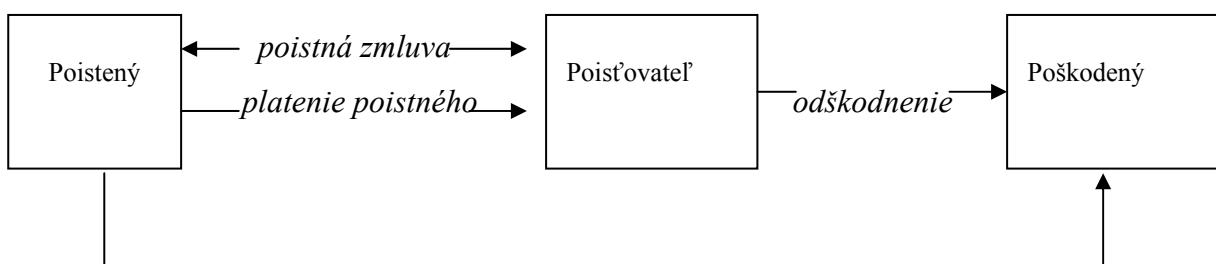 poistná zmluva
Poistený
Poisťovateľ
Poškodený
platenie poistného
odškodnenie